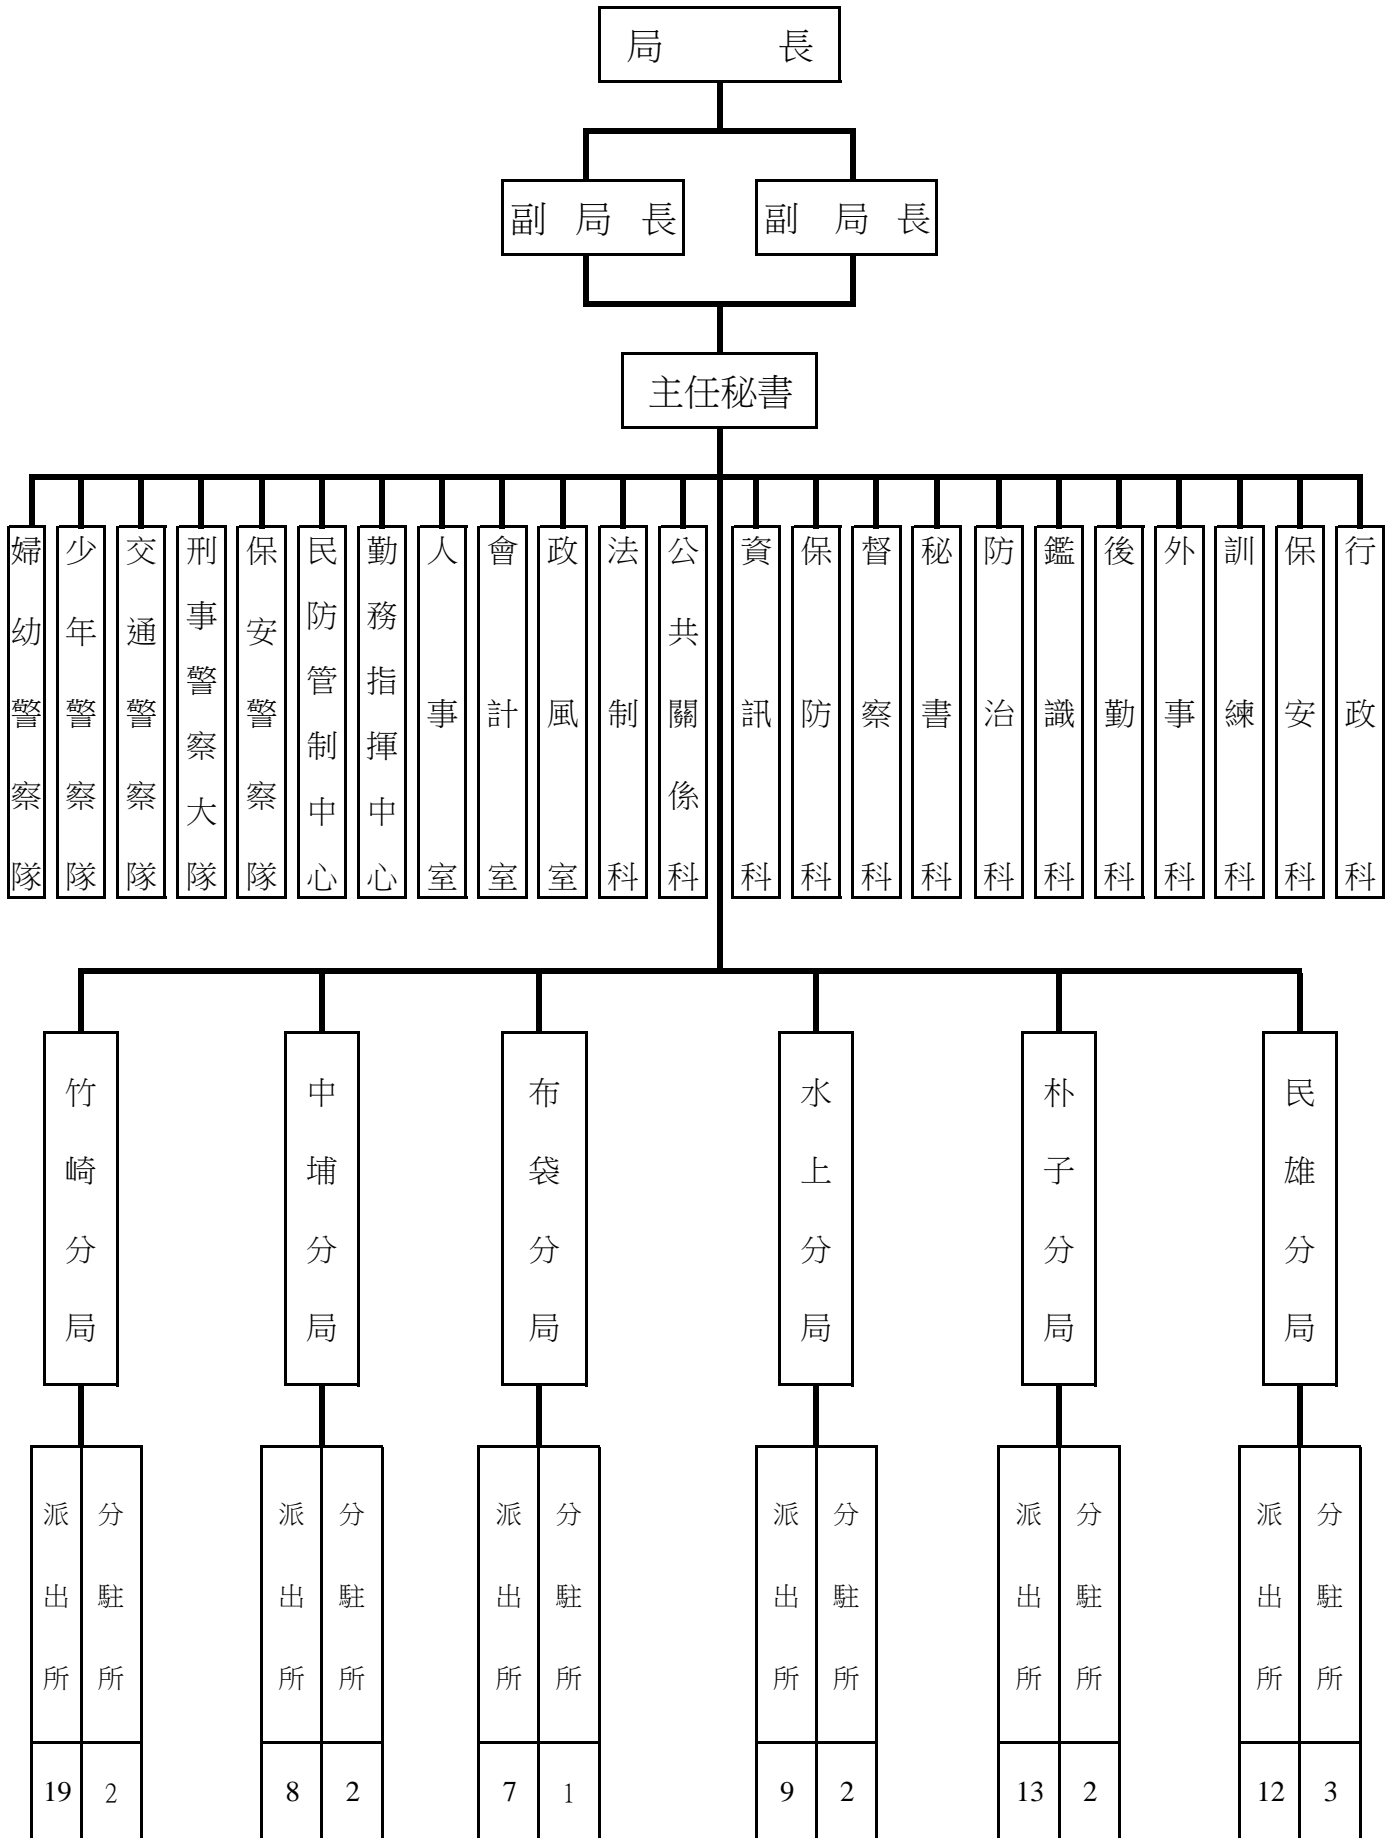 局長
副局長
副局長
主任秘書
婦幼警察隊
少年警察隊
交通警察隊
刑事警察大隊
保安警察隊
民防管制中心
勤務指揮中心
人事室
會計室
政風室
法制科
公共關係科
資訊科
保防科
督察科
秘書科
防治科
鑑識科
後勤科
外事科
訓練科
保安科
行政科
竹崎分局
中埔分局
布袋分局
水上分局
朴子分局
民雄分局
派出所
分駐所
派出所
分駐所
派出所
分駐所
派出所
分駐所
派出所
分駐所
派出所
分駐所
19
2
8
2
7
1
9
2
13
2
12
3